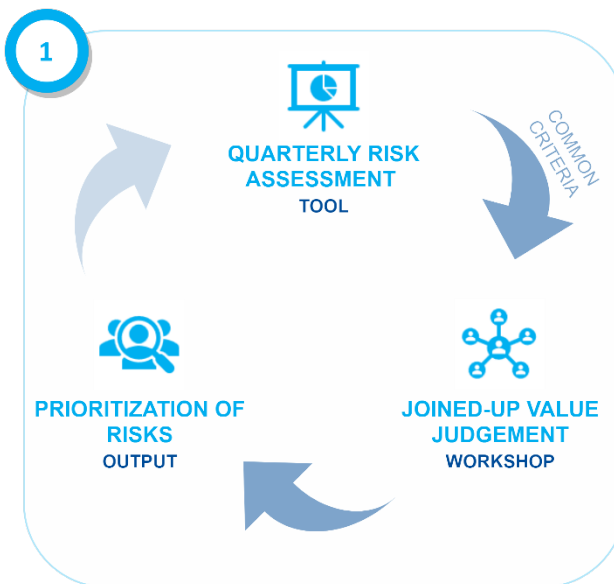 1
QUARTERLY RISK
ASSESSMENT
TOOL
COMMON
CRITERIA
PRIORITIZATION OF
RISKS
OUTPUT
JOINED-UP VALUE
JUDGEMENT
WORKSHOP